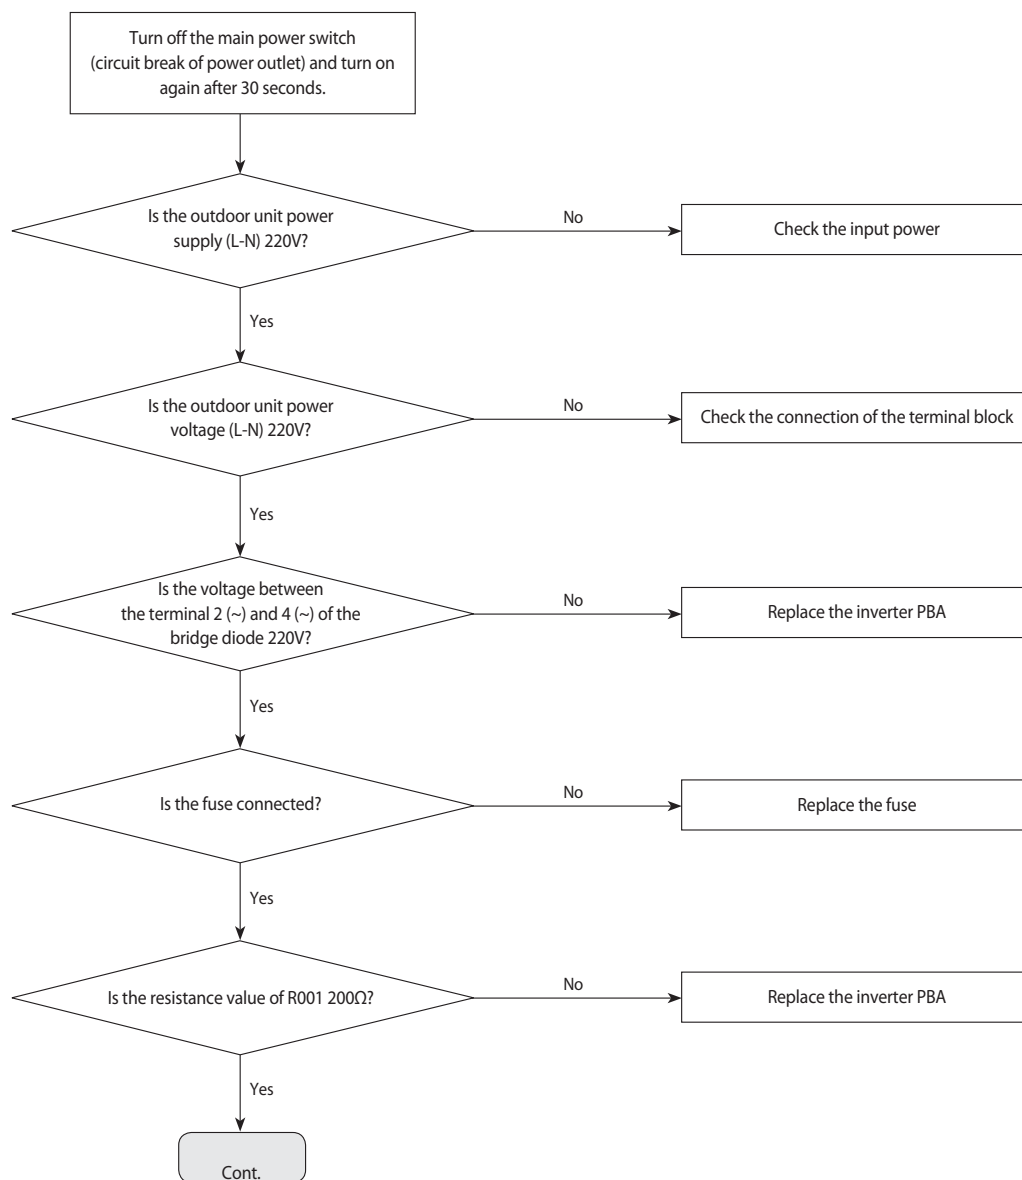 Turn off the main power switch
(circuit break of power outlet) and turn on
again after 30 seconds.
Is the outdoor unit power
supply (L-N) 220V?
No
Check the input power
Yes
Is the outdoor unit power
voltage (L-N) 220V?
No
Check the connection of the terminal block
Yes
Is the voltage between
the terminal 2 (~) and 4 (~) of the
bridge diode 220V?
No
Replace the inverter PBA
Yes
Is the fuse connected?
No
Replace the fuse
Yes
Is the resistance value of R001 200Ω?
No
Replace the inverter PBA
Yes
Cont.